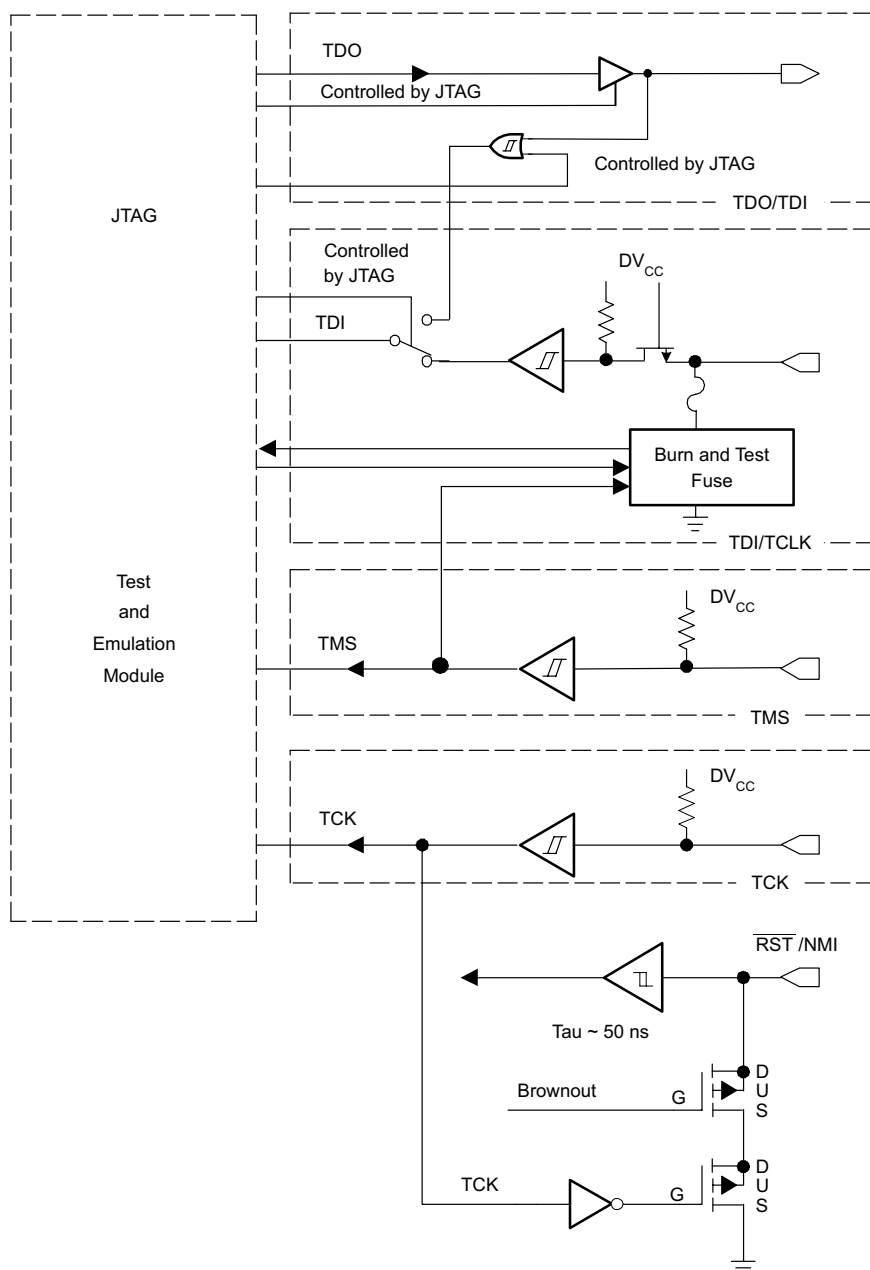 TDO
Controlled by JTAG
Controlled by JTAG
TDO/TDI
JTAG
Controlled
by JTAG
TDI
DVCC
Burn and Test
Fuse
TDI/TCLK
Test
and
Emulation
Module
DVCC
TMS
TMS
DVCC
TCK
TCK
RST/NMI
Tau ~ 50 ns
Brownout
G
D
U
S
TCK
G
D
U
S